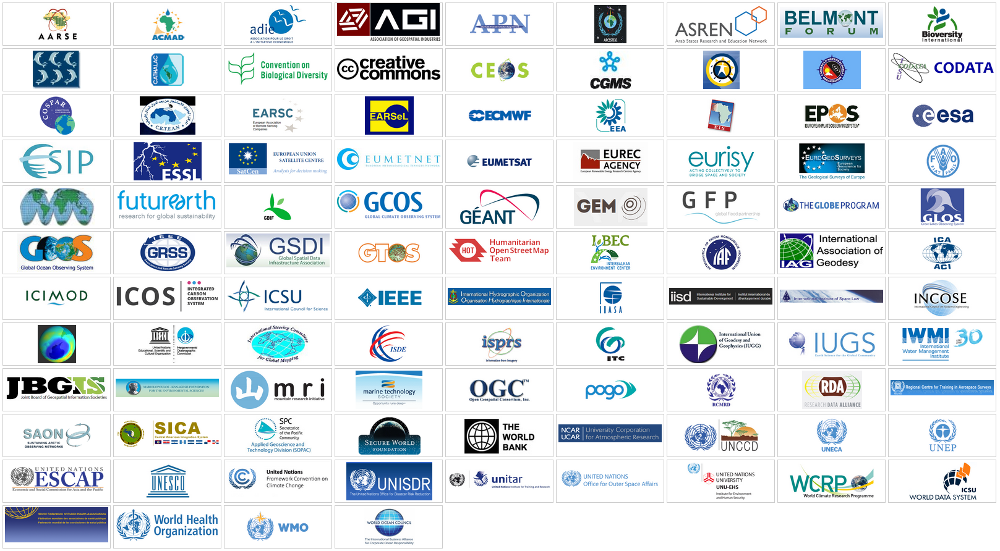 AARSE
ACMAD
adie
ASSOCIATION POUR LE DROIT
A L'INITIATIVE ECONOMIQUE
AGI
ASSOCIATION OF GEOSPATIAL INDUSTRIES
APN
ARCSSTE-E
ASREN
Arab States Research and Education Network
BELMONT
FORUM
Bioversity
International
CATHALAC
Convention on
Biological Diversity
cc creative
commons
CEOS
CGMS
ICSU
CODATA
CODATA
COSPAR
C.R.T.E.A.N
EARSC
European Association
of Remote Sensing
Companies
EARSeL
ECMWF
EEA
EIS
EPOS
EUROPEAN PLATE OBSERVING SYSTEM
esa
ESIP
ESSL
SatCen
EUROPEAN UNION
SATELLITE CENTRE
Analysis for decision making
EUMETNET
EUROPEAN METEOROLOGICAL SERVICES NETWORK
EUMETSAT
EUREC
AGENCY
European Renewable Energy Research Centres Agency
eurisy
ACTING COLLECTIVELY TO
BRIDGE SPACE AND SOCIETY
EUROGEOSURVEYS
European
Geoscience for
Society
The Geological Surveys of Europe
FAO
FIAT PANIS
futurearth
research for global sustainability
GBIF
GCOS
GLOBAL CLIMATE OBSERVING SYSTEM
GÉANT
GEM
GFP
global flood partnership
THE GLOBE PROGRAM
GLOS
Great Lakes Observing System
GOOS
Global Ocean Observing System
IEEE
GRSS
Geoscience and Remote Sensing Society
GSDI
Global Spatial Data
Infrastructure Association
GTOS
HOT
Humanitarian
OpenStreetMap
Team
IBEC
INTERBALKAN
ENVIRONMENT CENTER
IAF
IAG
International
Association of
Geodesy
ICA
ACI
ICIMOD
ICOS
INTEGRATED
CARBON
OBSERVATION
SYSTEM
ICSU
International Council for Science
IEEE
International Hydrographic Organization
Organisation Hydrographique Internationale
IIASA
iisd
International Institute for
Sustainable Development
Institut international du
développement durable
International Institute of Space Law
INCOSE
International Council on Systems Engineering
UNESCO
United Nations
Educational, Scientific and
Cultural Organization
Intergovernmental
Oceanographic
Commission
International Steering Committee
for Global Mapping
ISDE
isprs
Information from imagery
ITC
International Union
of Geodesy and
Geophysics (IUGG)
IUGS
Earth Science for the Global Community
IWMI
International
Water Management
Institute
30
JBGIS
Joint Board of Geospatial Information Societies
MARIOLOPOULOS - KANAGINIS FOUNDATION
FOR THE ENVIRONMENTAL SCIENCES
mri
mountain research initiative
marine technology
SOCIETY
Opportunity runs deep
OGC™
Open Geospatial Consortium, Inc.
pogo
RCMRD
RDA
RESEARCH DATA ALLIANCE
Regional Centre for Training in Aerospace Surveys
SAON
SUSTAINING ARCTIC
OBSERVING NETWORKS
SICA
Central American Integration System
SPC
Secretariat
of the Pacific
Community
Applied Geoscience and
Technology Division (SOPAC)
SECURE WORLD
FOUNDATION
THE
WORLD
BANK
NCAR
UCAR
University Corporation
for Atmospheric Research
UNCCD
UNECA
UNEP
UNITED NATIONS
ESCAP
Economic and Social Commission for Asia and the Pacific
UNESCO
United Nations
Framework Convention on
Climate Change
UNISDR
The United Nations Office for Disaster Risk Reduction
unitar
United Nations Institute for Training and Research
UNITED NATIONS
Office for Outer Space Affairs
UNITED NATIONS
UNIVERSITY
UNU-EHS
Institute for Environment
and Human Security
WCRP
World Climate Research Programme
ICSU
WORLD DATA SYSTEM
World Federation of Public Health Associations
Fédération mondiale des associations de santé publique
Federación mundial de las asociaciones de salud pública
World Health
Organization
WMO
WORLD OCEAN COUNCIL
The International Business Alliance
for Corporate Ocean Responsibility